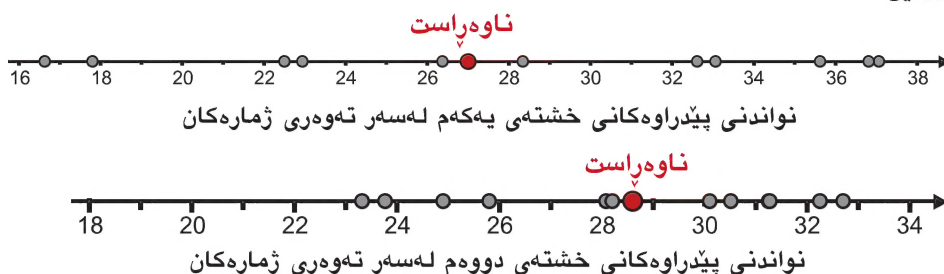 ناوەڕاست
16 18 20 22 24 26 28 30 32 34 36 38
نواندنی پێدراوەکانی خشتەی یەکەم لەسەر تەوەری ژمارەکان
ناوەڕاست
18 20 22 24 26 28 30 32 34
نواندنی پێدراوەکانی خشتەی دووەم لەسەر تەوەری ژمارەکان